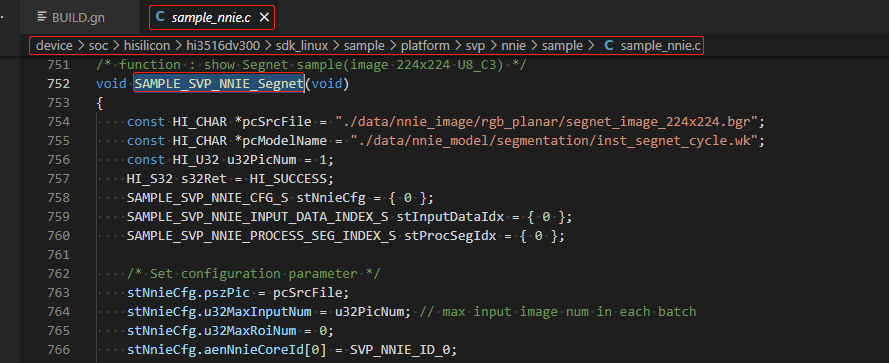 BUILD.gn
C sample_nnie.c ×
device > soc > hisilicon > hi3516dv300 > sdk_linux > sample > platform > svp > nnie > sample > C sample_nnie.c
751 /* function : show Segnet sample(image 224x224 U8_C3) */
752 void SAMPLE_SVP_NNIE_Segnet(void)
753 {
754     const HI_CHAR *pcSrcFile = "./data/nnie_image/rgb_planar/segnet_image_224x224.bgr";
755     const HI_CHAR *pcModelName = "./data/nnie_model/segmentation/inst_segnet_cycle.wk";
756     const HI_U32 u32PicNum = 1;
757     HI_S32 s32Ret = HI_SUCCESS;
758     SAMPLE_SVP_NNIE_CFG_S stNnieCfg = { 0 };
759     SAMPLE_SVP_NNIE_INPUT_DATA_INDEX_S stInputDataIdx = { 0 };
760     SAMPLE_SVP_NNIE_PROCESS_SEG_INDEX_S stProcSegIdx = { 0 };
761
762     /* Set configuration parameter */
763     stNnieCfg.pszPic = pcSrcFile;
764     stNnieCfg.u32MaxInputNum = u32PicNum; // max input image num in each batch
765     stNnieCfg.u32MaxRoiNum = 0;
766     stNnieCfg.aenNnieCoreId[0] = SVP_NNIE_ID_0;